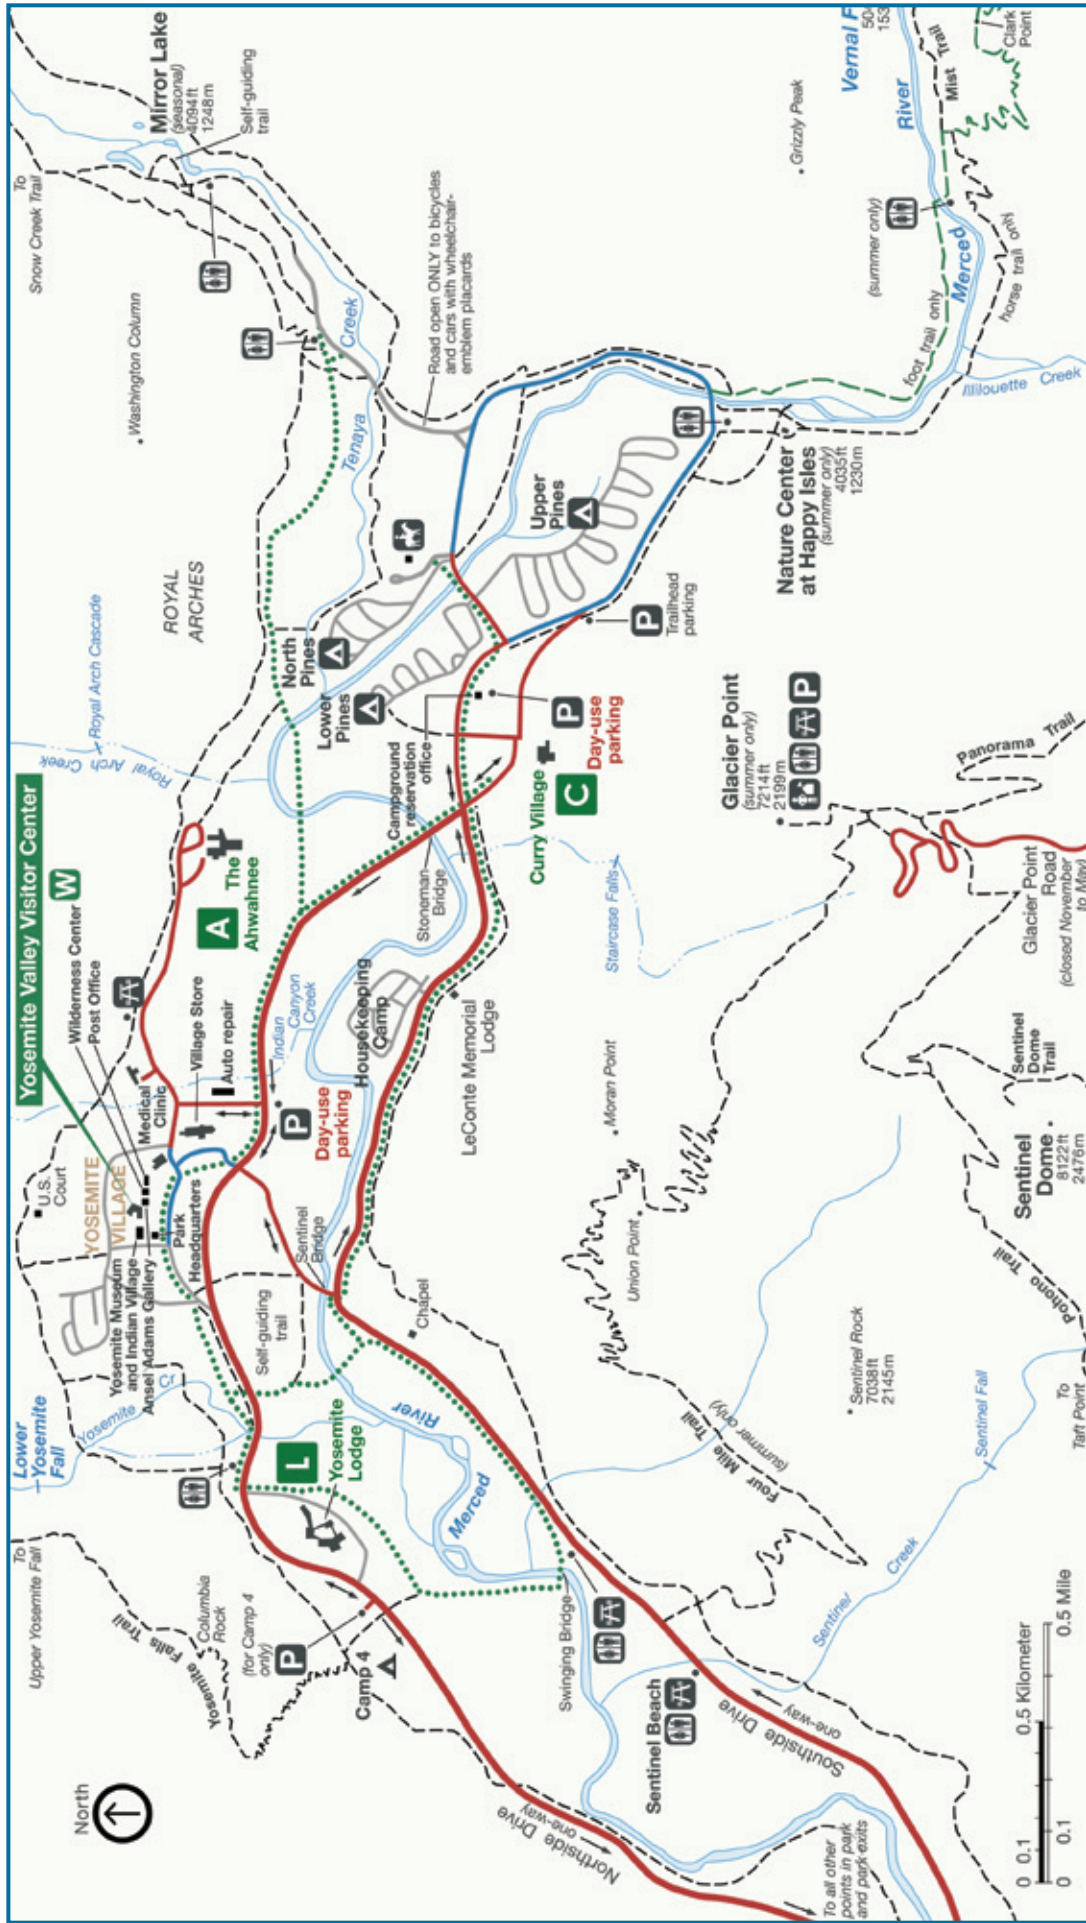 North
To
Upper Yosemite Fall
Yosemite Falls Trail
Columbia
Rock
(for Camp 4
only)
P
Camp 4
Lower
Yosemite
Fall
Yosemite
Yosemite Museum
and Indian Village
Ansel Adams Gallery
YOSEMITE
VILLAGE
U.S.
Court
Park
Headquarters
Medical
Clinic
Yosemite Valley Visitor Center
Wilderness Center
W
Post Office
Village Store
Auto repair
A
The
Ahwahnee
Royal Arch Creek
Royal Arch Cascade
ROYAL
ARCHES
Washington Column
To
Snow Creek Trail
Mirror Lake
(seasonal)
4094ft
1248m
Self-guiding
trail
L
Yosemite
Lodge
Self-guiding
trail
Sentinel
Bridge
P
Day-use
parking
Indian
Canyon
Creek
Housekeeping
Camp
Stoneman
Bridge
Campground
reservation
office
Lower
Pines
North
Pines
Upper
Pines
Tenaya
Creek
Road open ONLY to bicycles
and cars with wheelchair-
emblem placards
Merced
River
Chapel
LeConte Memorial
Lodge
Curry Village
C
P
Day-use
parking
P
Trailhead
parking
Swinging Bridge
Sentinel Beach
Northside Drive
one-way
Southside Drive
one-way
To all other
points in park
and park exits
Sentinel
Creek
Sentinel Fall
Four Mile Trail
(summer only)
Union Point
Moran Point
Staircase Falls
Sentinel Rock
7038ft
2145m
Glacier Point
(summer only)
7214ft
2199m
P
Nature Center
at Happy Isles
(summer only)
4035ft
1230m
foot trail only
horse trail only
Illilouette Creek
(summer only)
Merced
River
Grizzly Peak
Vernal F
504
153
Mist
Trail
Clark
Point
Panorama Trail
Glacier Point
Road
(closed November
to May)
Sentinel
Dome
Trail
Sentinel
Dome
8122ft
2476m
Pohono Trail
To
Taft Point
0 0.1 0.5 Kilometer
0 0.1 0.5 Mile